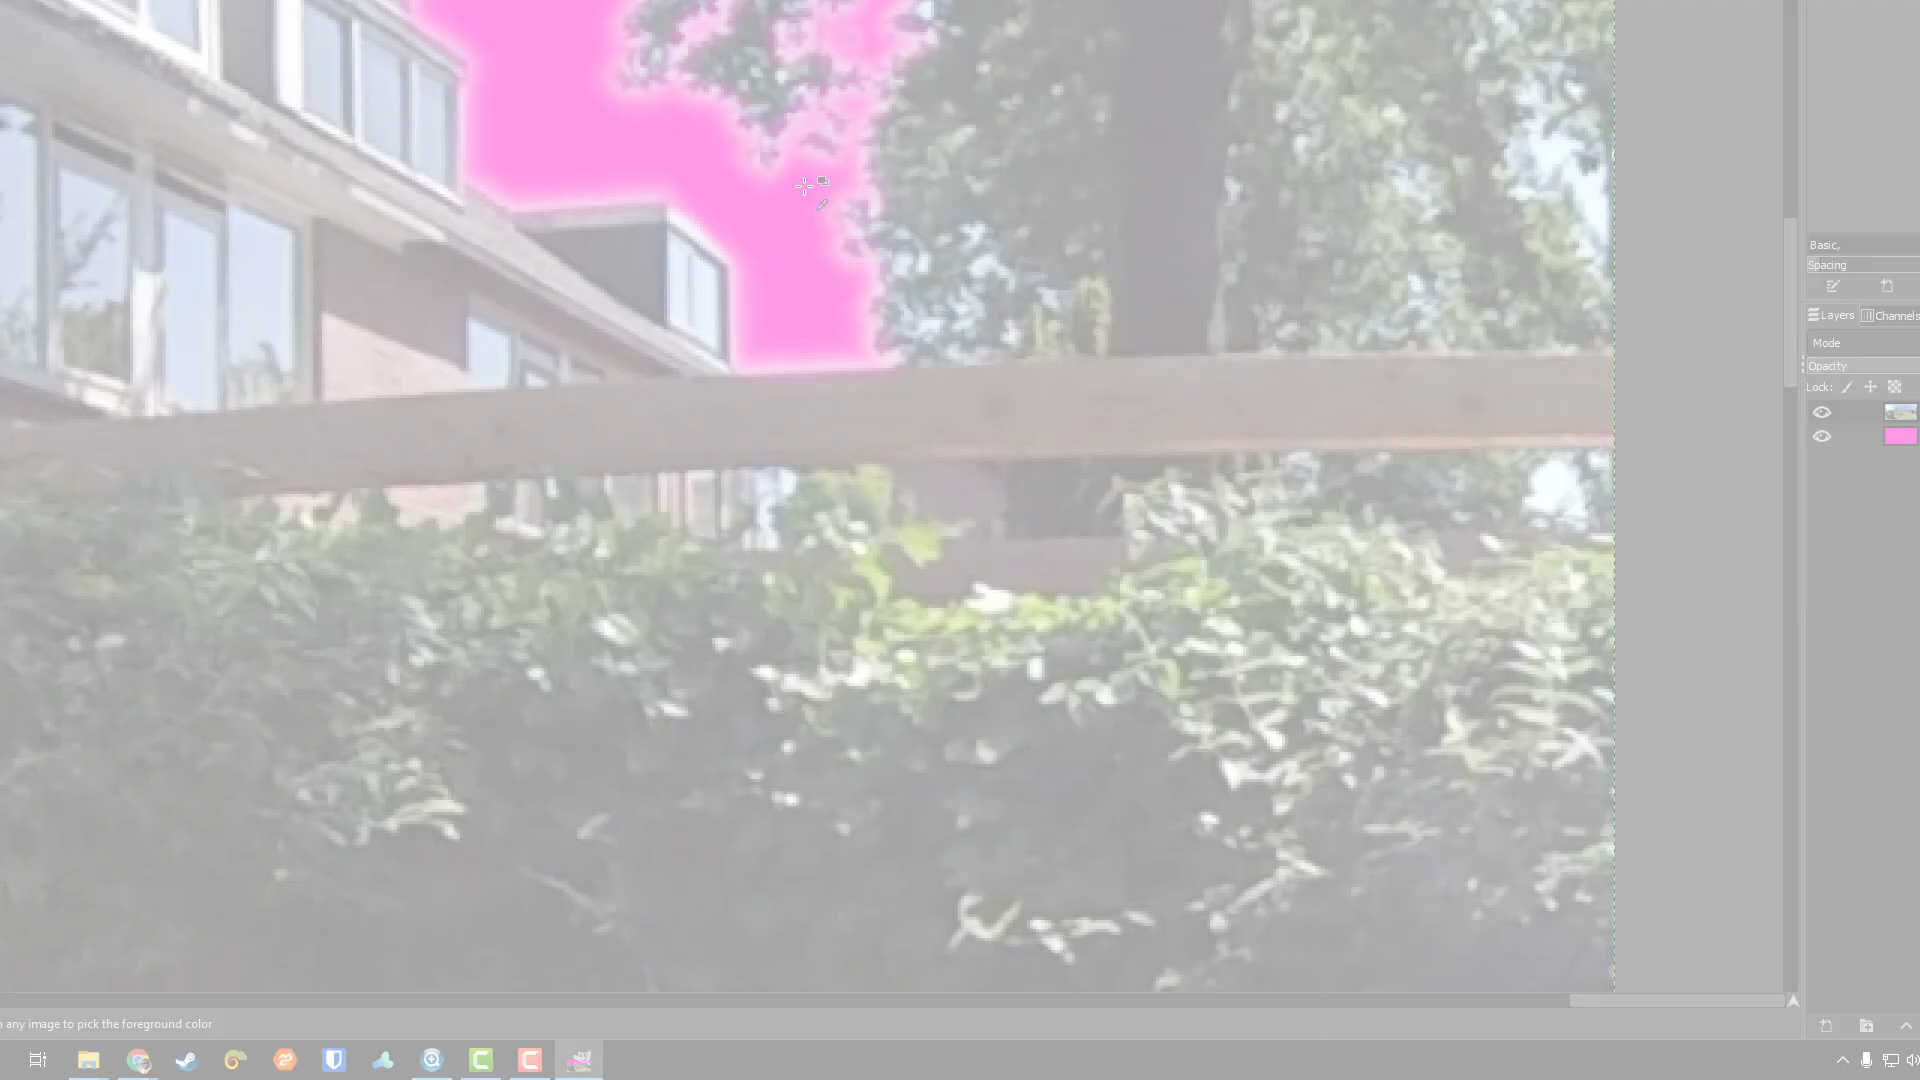 Basic,
Spacing
Layers
Channels
Mode
Opacity
Lock:
any image to pick the foreground color